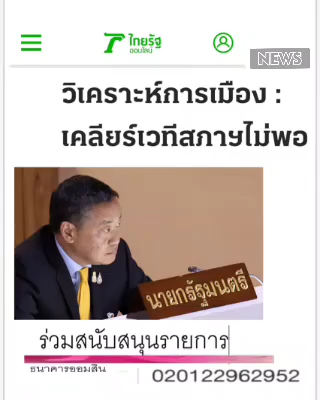 ไทยรัฐ
ออนไลน์
NEWS
วิเคราะห์การเมือง :
เคลียร์เวทีสภาฯไม่พอ
นายกรัฐมนตรี
ร่วมสนับสนุนรายการ
ธนาคารออมสิน
020122962952